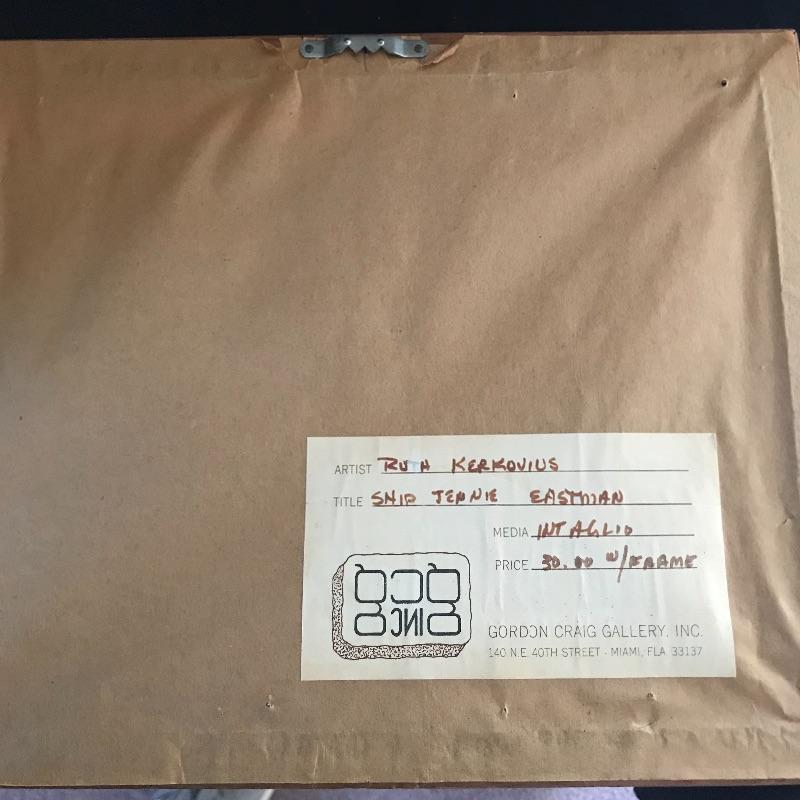 ARTIST RUTH KERKOVIUS
TITLE SHIP JENNIE EASTMAN
MEDIA INTAGLIO
PRICE 30.00 W/FRAME
GCG
INC
GORDON CRAIG GALLERY, INC.
140 N.E. 40TH STREET - MIAMI, FLA 33137